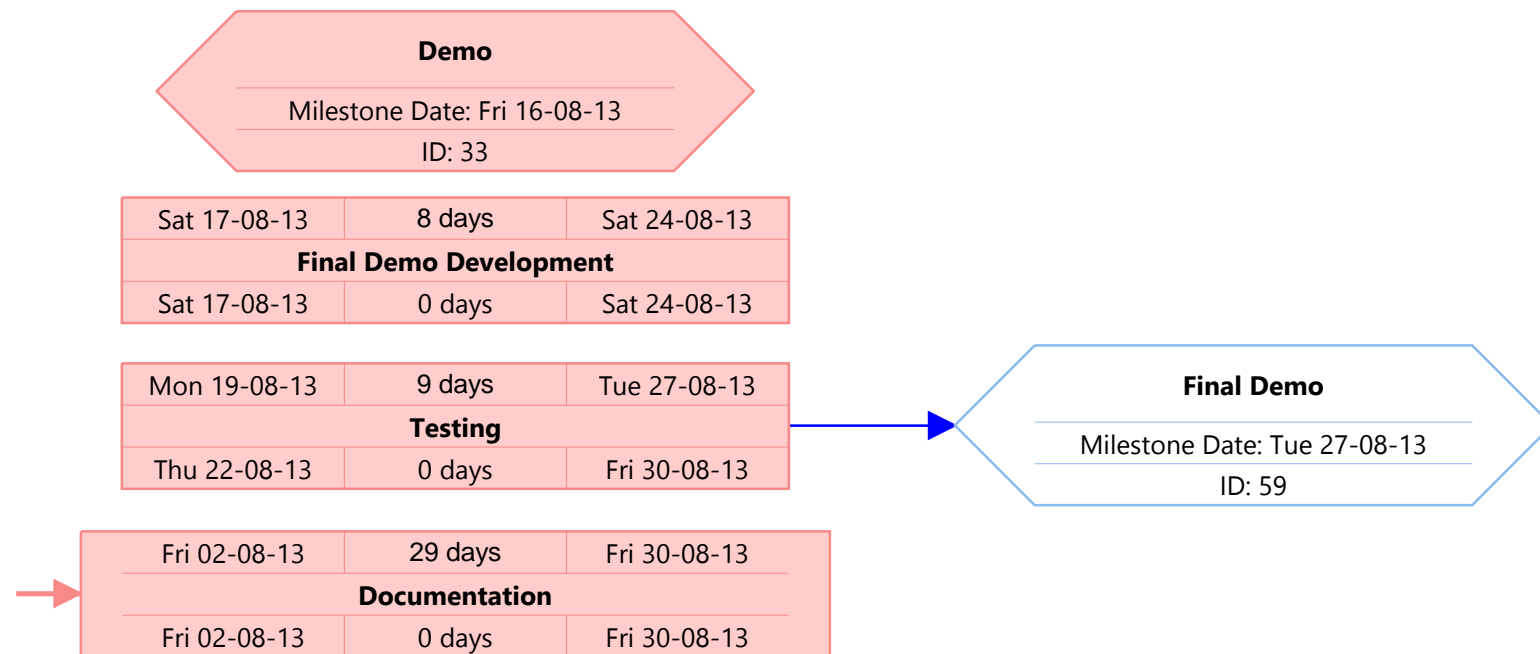 Demo
Milestone Date: Fri 16-08-13
ID: 33
Sat 17-08-13 8 days Sat 24-08-13
Final Demo Development
Sat 17-08-13 0 days Sat 24-08-13
Mon 19-08-13 9 days Tue 27-08-13
Testing
Thu 22-08-13 0 days Fri 30-08-13
Final Demo
Milestone Date: Tue 27-08-13
ID: 59
Fri 02-08-13 29 days Fri 30-08-13
Documentation
Fri 02-08-13 0 days Fri 30-08-13